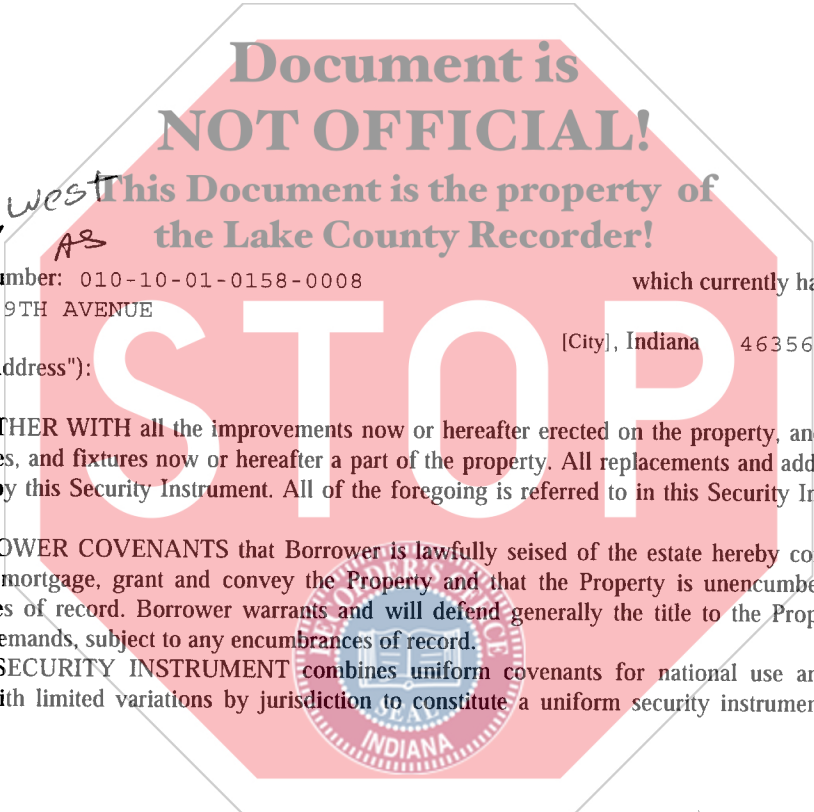 Document is
NOT OFFICIAL!
This Document is the property of
the Lake County Recorder!
west
AS
umber: 010-10-01-0158-0008 which currently ha
9TH AVENUE
[City], Indiana 46356
ddress"):
STOP
THER WITH all the improvements now or hereafter erected on the property, an
es, and fixtures now or hereafter a part of the property. All replacements and add
by this Security Instrument. All of the foregoing is referred to in this Security In
OWER COVENANTS that Borrower is lawfully seised of the estate hereby co
mortgage, grant and convey the Property and that the Property is unencumbe
es of record. Borrower warrants and will defend generally the title to the Prop
emands, subject to any encumbrances of record.
SECURITY INSTRUMENT combines uniform covenants for national use an
ith limited variations by jurisdiction to constitute a uniform security instrumen
RECORDER'S OFFICE
SEAL
INDIANA